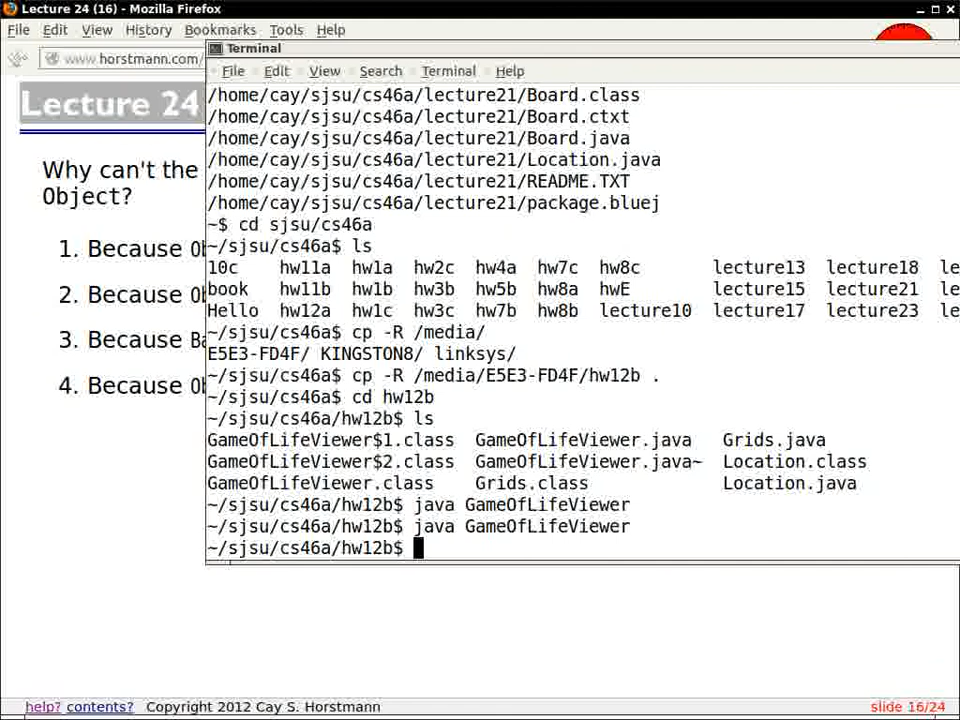 Lecture 24 (16) - Mozilla Firefox
File Edit View History Bookmarks Tools Help
www.horstmann.com/
Lecture 24
Why can't the
Object?
1. Because Ob
2. Because Ob
3. Because Ba
4. Because Ob
Terminal
File Edit View Search Terminal Help
/home/cay/sjsu/cs46a/lecture21/Board.class
/home/cay/sjsu/cs46a/lecture21/Board.ctxt
/home/cay/sjsu/cs46a/lecture21/Board.java
/home/cay/sjsu/cs46a/lecture21/Location.java
/home/cay/sjsu/cs46a/lecture21/README.TXT
/home/cay/sjsu/cs46a/lecture21/package.bluej
~$ cd sjsu/cs46a
~/sjsu/cs46a$ ls
10c hw11a hw1a hw2c hw4a hw7c hw8c lecture13 lecture18 le
book hw11b hw1b hw3b hw5b hw8a hwE lecture15 lecture21 le
Hello hw12a hw1c hw3c hw7b hw8b lecture10 lecture17 lecture23 le
~/sjsu/cs46a$ cp -R /media/
E5E3-FD4F/ KINGSTON8/ linksys/
~/sjsu/cs46a$ cp -R /media/E5E3-FD4F/hw12b .
~/sjsu/cs46a$ cd hw12b
~/sjsu/cs46a/hw12b$ ls
GameOfLifeViewer$1.class GameOfLifeViewer.java Grids.java
GameOfLifeViewer$2.class GameOfLifeViewer.java~ Location.class
GameOfLifeViewer.class Grids.class Location.java
~/sjsu/cs46a/hw12b$ java GameOfLifeViewer
~/sjsu/cs46a/hw12b$ java GameOfLifeViewer
~/sjsu/cs46a/hw12b$
help? contents? Copyright 2012 Cay S. Horstmann slide 16/24